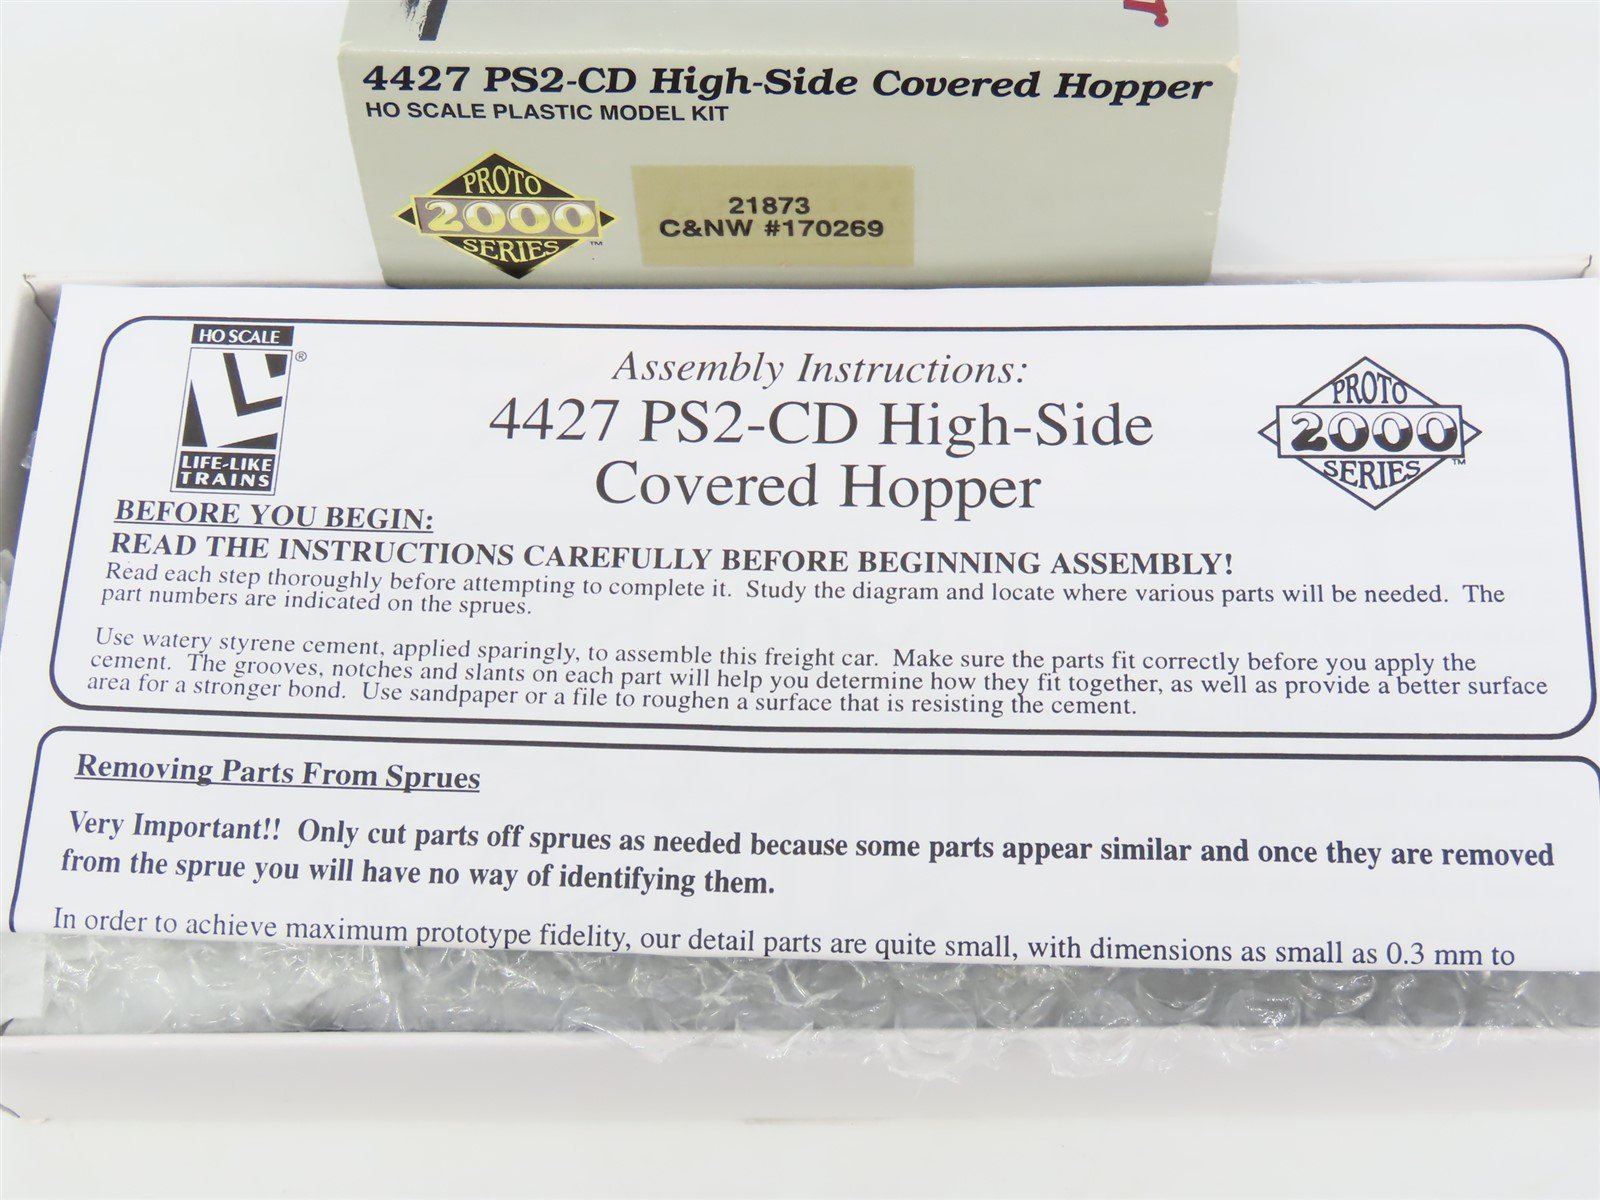 4427 PS2-CD High-Side Covered Hopper
HO SCALE PLASTIC MODEL KIT
PROTO
2000
SERIES™
21873
C&NW #170269
HO SCALE
®
LIFE-LIKE
TRAINS
Assembly Instructions:
4427 PS2-CD High-Side
Covered Hopper
PROTO
2000
SERIES™
BEFORE YOU BEGIN:
READ THE INSTRUCTIONS CAREFULLY BEFORE BEGINNING ASSEMBLY!
Read each step thoroughly before attempting to complete it. Study the diagram and locate where various parts will be needed. The
part numbers are indicated on the sprues.
Use watery styrene cement, applied sparingly, to assemble this freight car. Make sure the parts fit correctly before you apply the
cement. The grooves, notches and slants on each part will help you determine how they fit together, as well as provide a better surface
area for a stronger bond. Use sandpaper or a file to roughen a surface that is resisting the cement.
Removing Parts From Sprues
Very Important!! Only cut parts off sprues as needed because some parts appear similar and once they are removed
from the sprue you will have no way of identifying them.
In order to achieve maximum prototype fidelity, our detail parts are quite small, with dimensions as small as 0.3 mm to